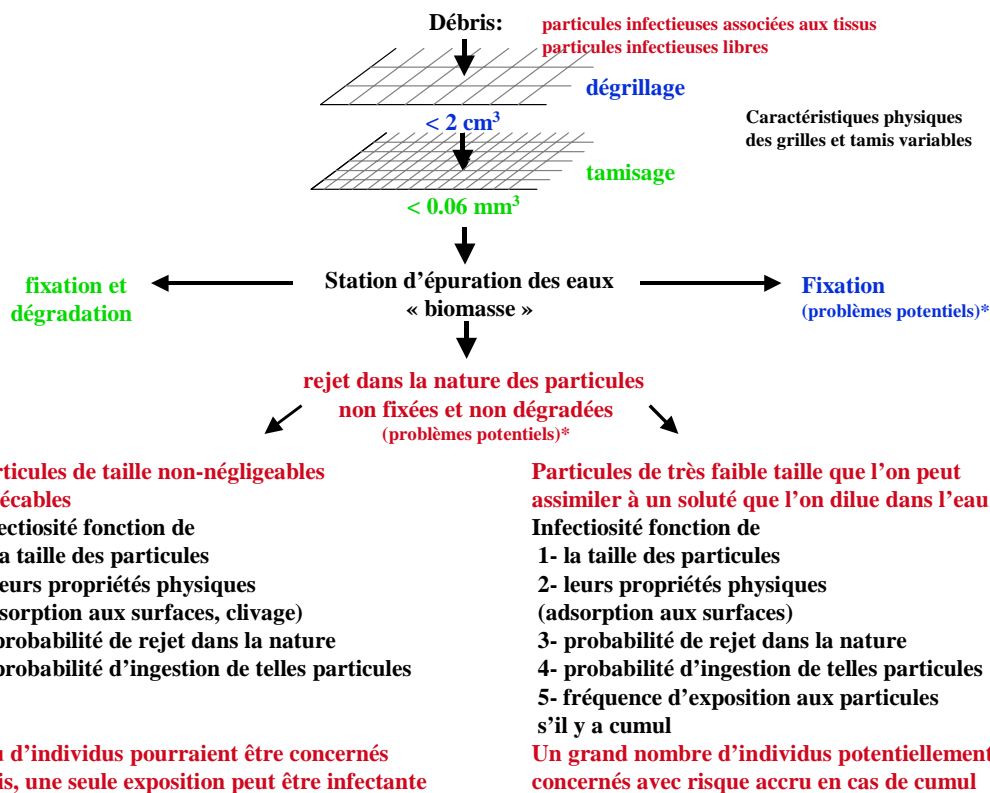 Débris:
particules infectieuses associées aux tissus
particules infectieuses libres
dégrillage
< 2 cm³
Caractéristiques physiques
des grilles et tamis variables
tamisage
< 0.06 mm³
fixation et
dégradation
Station d’épuration des eaux
« biomasse »
Fixation
(problèmes potentiels)*
rejet dans la nature des particules
non fixées et non dégradées
(problèmes potentiels)*
rticules de taille non-négligeables
écables
ectiosité fonction de
a taille des particules
eurs propriétés physiques
sorption aux surfaces, clivage)
probabilité de rejet dans la nature
probabilité d’ingestion de telles particules
u d’individus pourraient être concernés
is, une seule exposition peut être infectante
Particules de très faible taille que l’on peut
assimiler à un soluté que l’on dilue dans l’eau
Infectiosité fonction de
1- la taille des particules
2- leurs propriétés physiques
(adsorption aux surfaces)
3- probabilité de rejet dans la nature
4- probabilité d’ingestion de telles particules
5- fréquence d’exposition aux particules
s’il y a cumul
Un grand nombre d’individus potentiellement
concernés avec risque accru en cas de cumul